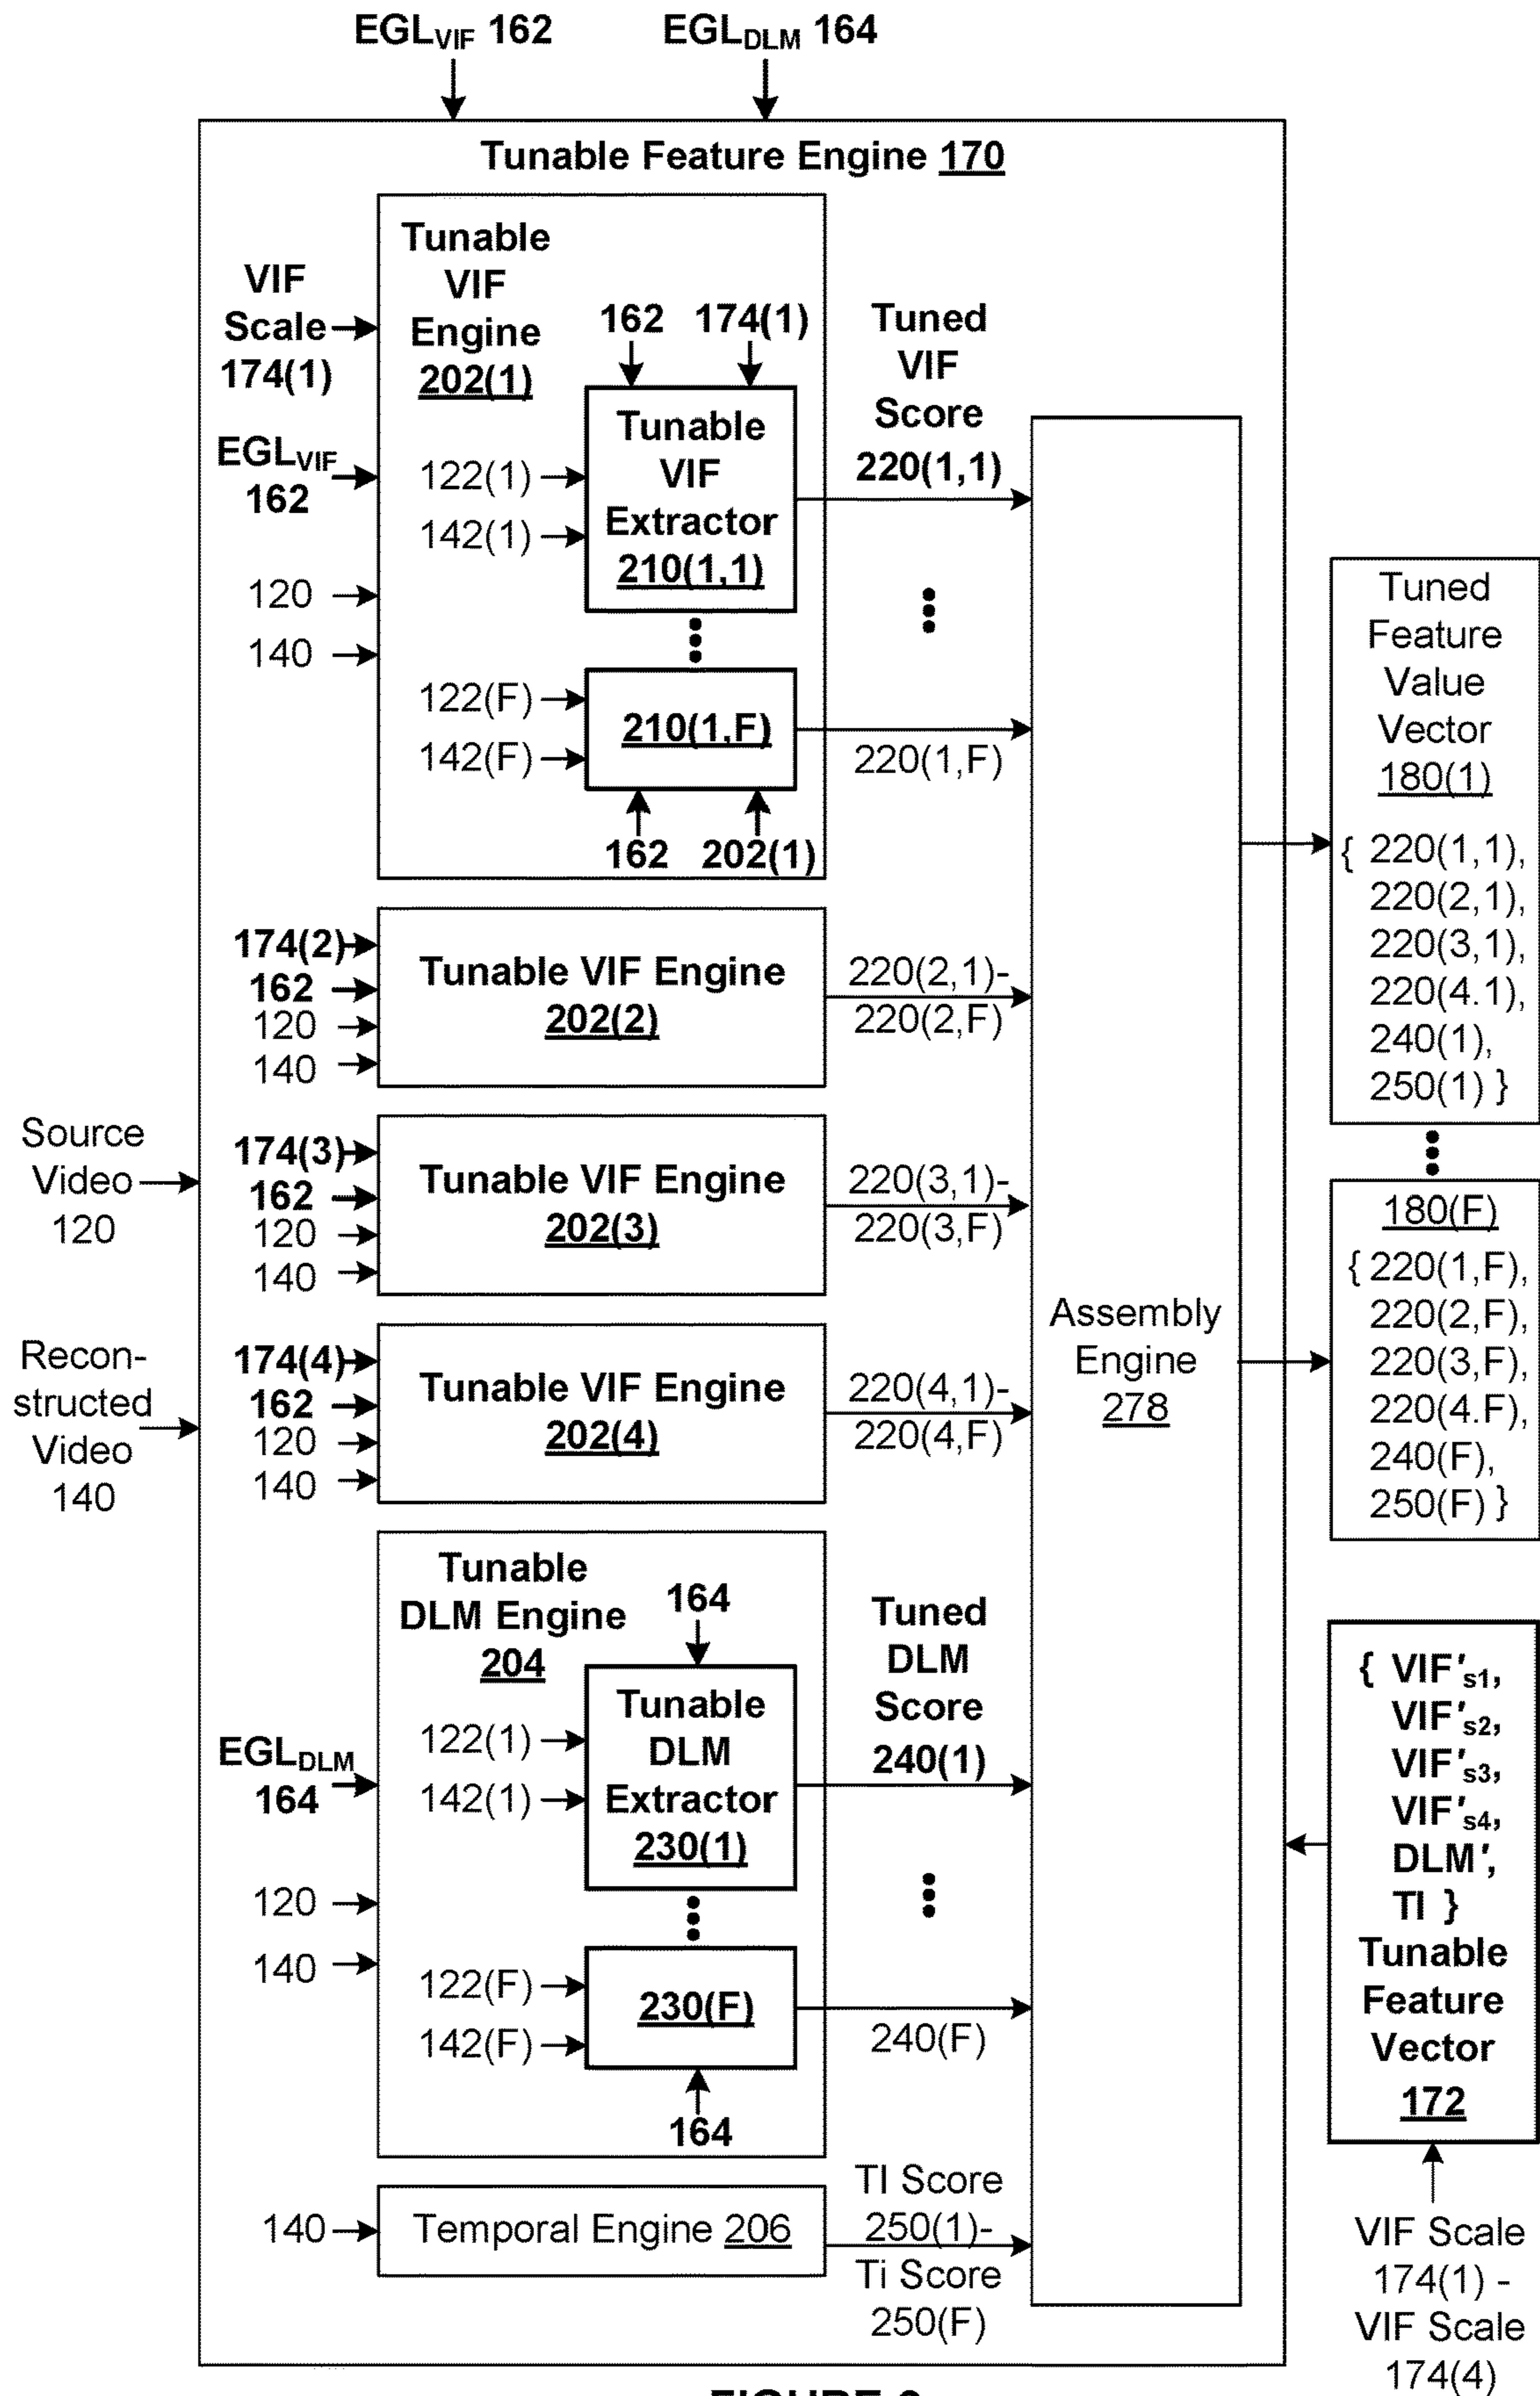 EGLVIF 162
EGLDLM 164
Tunable Feature Engine 170
VIF
Scale
174(1)
EGLVIF
162
120
140
Tunable
VIF
Engine
202(1)
162
174(1)
122(1)
142(1)
Tunable
VIF
Extractor
210(1,1)
122(F)
142(F)
210(1,F)
162
202(1)
Tuned
VIF
Score
220(1,1)
220(1,F)
174(2)
162
120
140
Tunable VIF Engine
202(2)
220(2,1)-
220(2,F)
Source
Video
120
174(3)
162
120
140
Tunable VIF Engine
202(3)
220(3,1)-
220(3,F)
Recon-
structed
Video
140
174(4)
162
120
140
Tunable VIF Engine
202(4)
220(4,1)-
220(4,F)
EGLDLM
164
120
140
Tunable
DLM Engine
204
164
122(1)
142(1)
Tunable
DLM
Extractor
230(1)
122(F)
142(F)
230(F)
164
Tuned
DLM
Score
240(1)
240(F)
140
Temporal Engine 206
TI Score
250(1)-
Ti Score
250(F)
Assembly
Engine
278
Tuned
Feature
Value
Vector
180(1)
{ 220(1,1),
220(2,1),
220(3,1),
220(4.1),
240(1),
250(1) }
180(F)
{ 220(1,F),
220(2,F),
220(3,F),
220(4.F),
240(F),
250(F) }
{ VIF′s1,
VIF′s2,
VIF′s3,
VIF′s4,
DLM′,
TI }
Tunable
Feature
Vector
172
VIF Scale
174(1) -
VIF Scale
174(4)